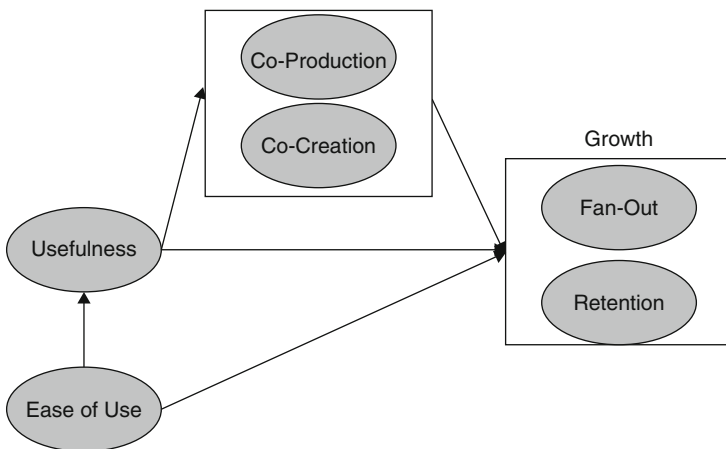 Co-Production
Co-Creation
Growth
Fan-Out
Usefulness
Retention
Ease of Use